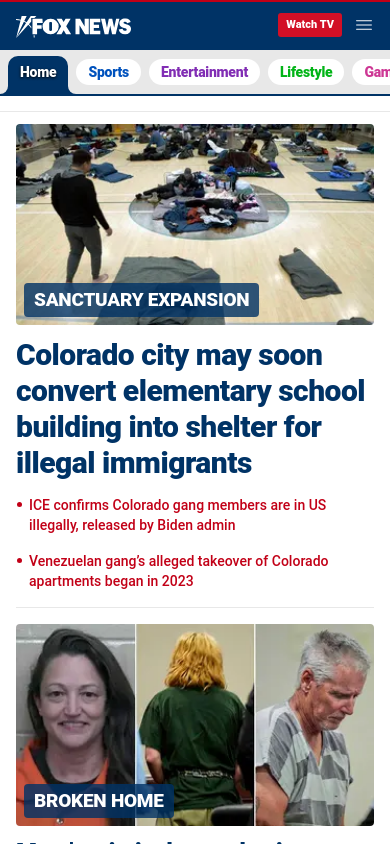 FOX NEWS
Watch TV
Home
Sports
Entertainment
Lifestyle
SANCTUARY EXPANSION
Colorado city may soon
convert elementary school
building into shelter for
illegal immigrants
• ICE confirms Colorado gang members are in US
illegally, released by Biden admin
• Venezuelan gang’s alleged takeover of Colorado
apartments began in 2023
BROKEN HOME